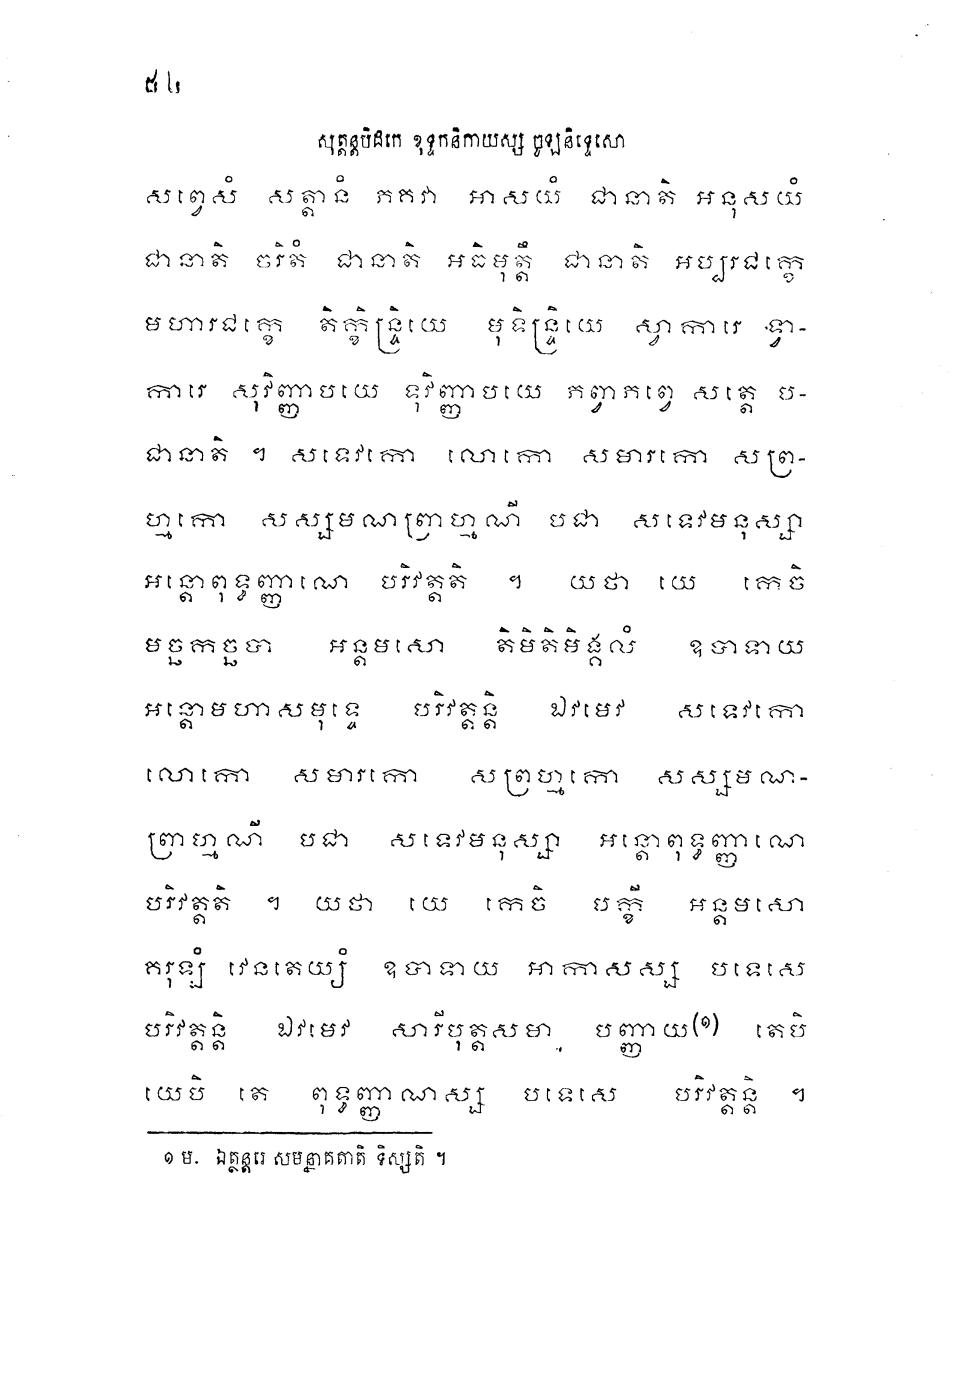 ៥៤
សុត្តន្តបិដកេ ខុទ្ទកនិកាយស្ស ចូឡនិទ្ទេសោ
សព្វេសំ សត្តានំ ភគវា អាសយំ ជានាតិ អនុសយំ
ជានាតិ ចរិតំ ជានាតិ អធិមុត្តឹ ជានាតិ អប្បរជក្ខេ
មហារជក្ខេ តិក្ខិន្ទ្រិយេ មុទិន្ទ្រិយេ ស្វាការេ ទ្វា-
ការេ សុវិញ្ញាបយេ ទុវិញ្ញាបយេ ភព្វាភព្វេ សត្តេ ប-
ជានាតិ ។ សទេវកោ លោកោ សមារកោ សព្រ-
ហ្មកោ សស្សមណព្រាហ្មណី បជា សទេវមនុស្សា
អន្តោពុទ្ធញ្ញាណេ បរិវត្តតិ ។ យថា យេ កេចិ
មច្ឆកច្ឆបា អន្តមសោ តិមិតិមិង្គលំ ឧបាទាយ
អន្តោមហាសមុទ្ទេ បរិវត្តន្តិ ឯវមេវ សទេវកោ
លោកោ សមារកោ សព្រហ្មកោ សស្សមណ-
ព្រាហ្មណី បជា សទេវមនុស្សា អន្តោពុទ្ធញ្ញាណេ
បរិវត្តតិ ។ យថា យេ កេចិ បក្ខី អន្តមសោ
គរុឡំ វេនតេយ្យំ ឧបាទាយ អាកាសស្ស បទេសេ
បរិវត្តន្តិ ឯវមេវ សារីបុត្តសមា បញ្ញាយ(១) តេបិ
យេបិ តេ ពុទ្ធញ្ញាណស្ស បទេសេ បរិវត្តន្តិ ។
១ ម. ឯត្ថន្តរេ សមន្នាគតាតិ ទិស្សតិ ។